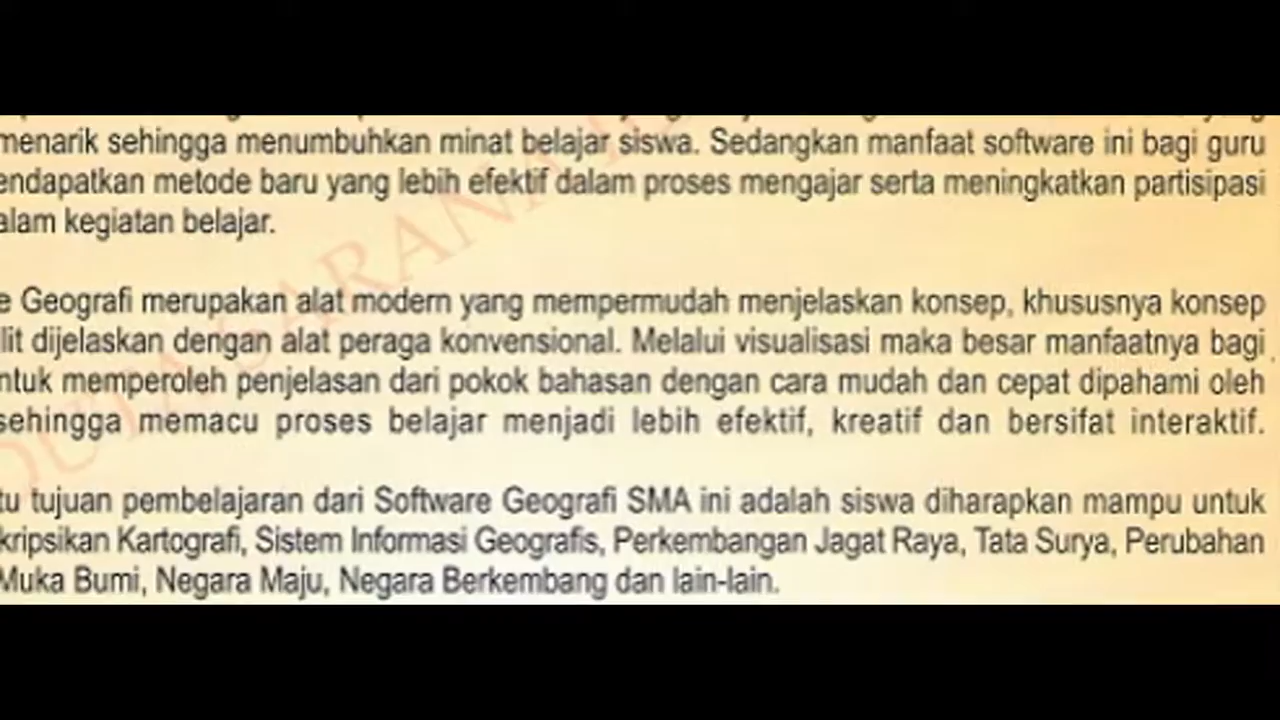 menarik sehingga menumbuhkan minat belajar siswa. Sedangkan manfaat software ini bagi guru
endapatkan metode baru yang lebih efektif dalam proses mengajar serta meningkatkan partisipasi
alam kegiatan belajar.
e Geografi merupakan alat modern yang mempermudah menjelaskan konsep, khususnya konsep
lit dijelaskan dengan alat peraga konvensional. Melalui visualisasi maka besar manfaatnya bagi
ntuk memperoleh penjelasan dari pokok bahasan dengan cara mudah dan cepat dipahami oleh
sehingga memacu proses belajar menjadi lebih efektif, kreatif dan bersifat interaktif.
tu tujuan pembelajaran dari Software Geografi SMA ini adalah siswa diharapkan mampu untuk
kripsikan Kartografi, Sistem Informasi Geografis, Perkembangan Jagat Raya, Tata Surya, Perubahan
Muka Bumi, Negara Maju, Negara Berkembang dan lain-lain.
DUTA SARANA